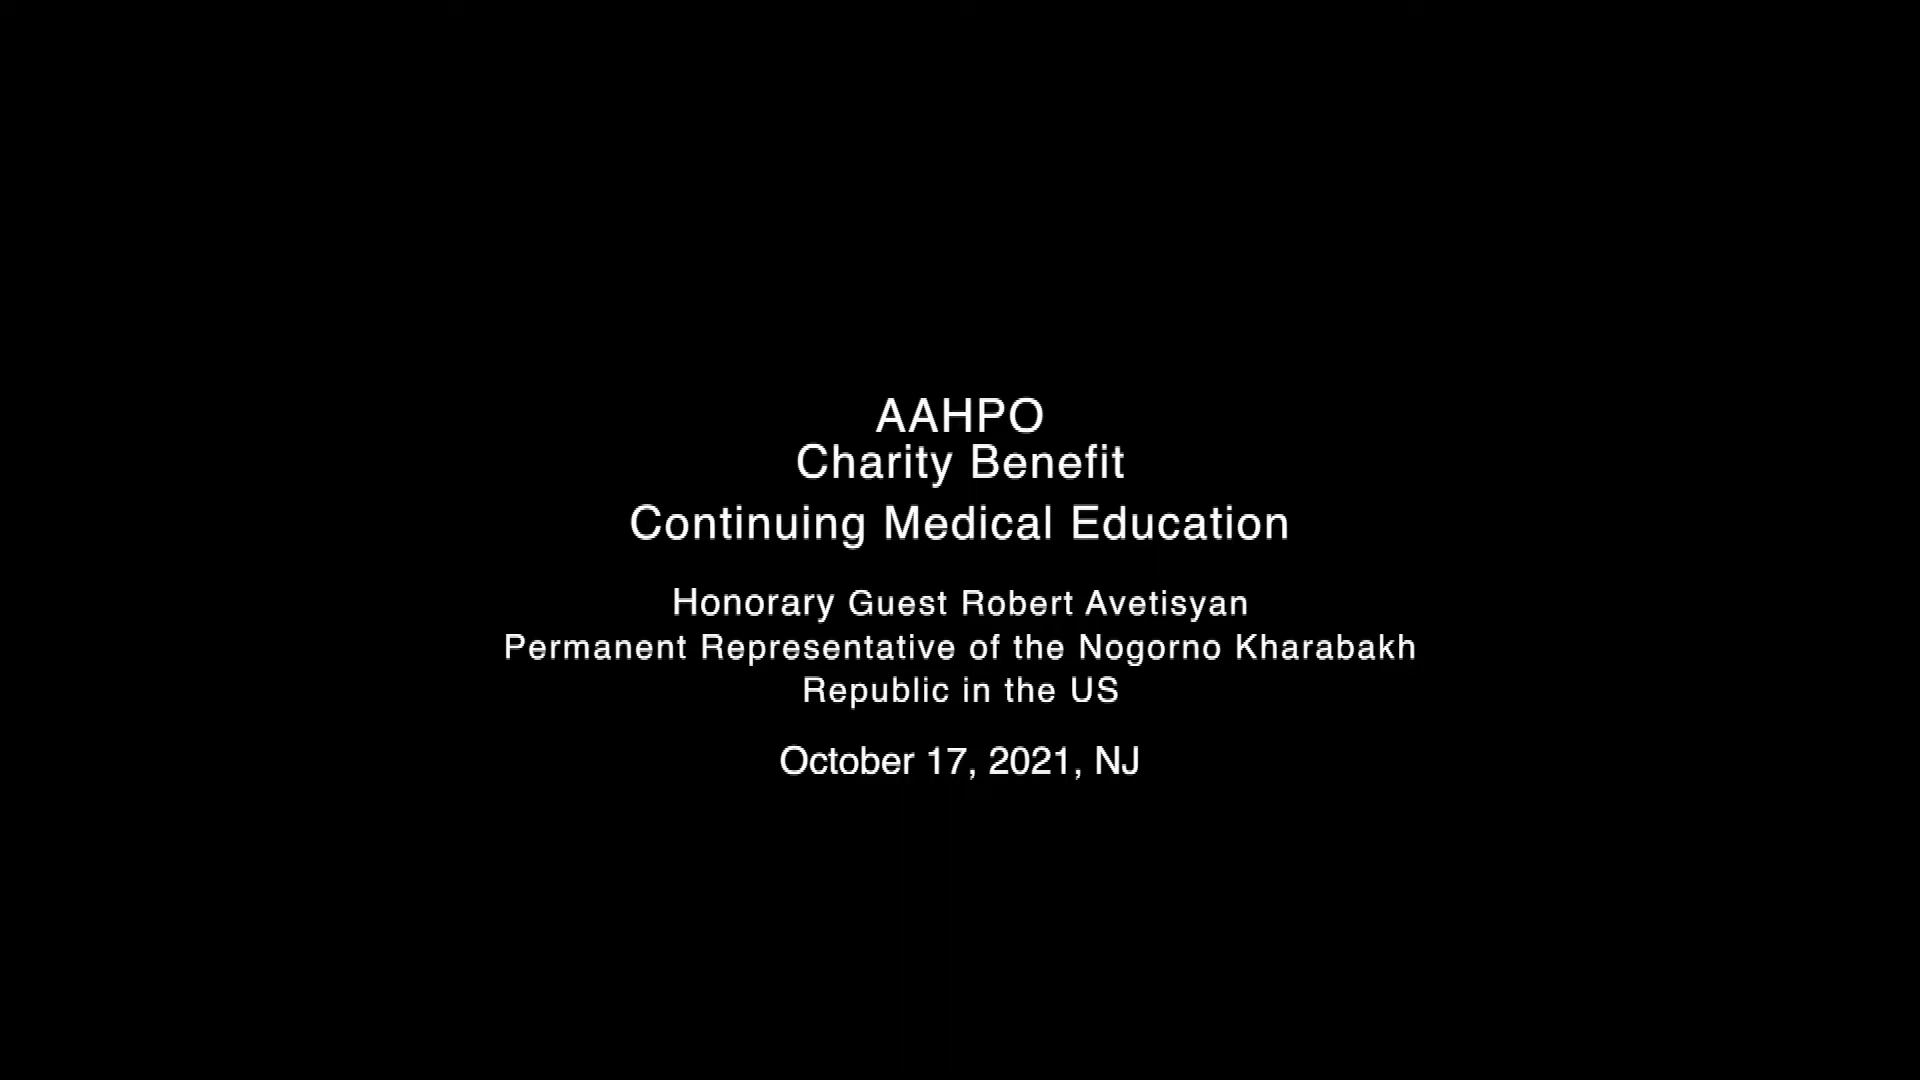 AAHPO
Charity Benefit
Continuing Medical Education
Honorary Guest Robert Avetisyan
Permanent Representative of the Nogorno Kharabakh
Republic in the US
October 17, 2021, NJ